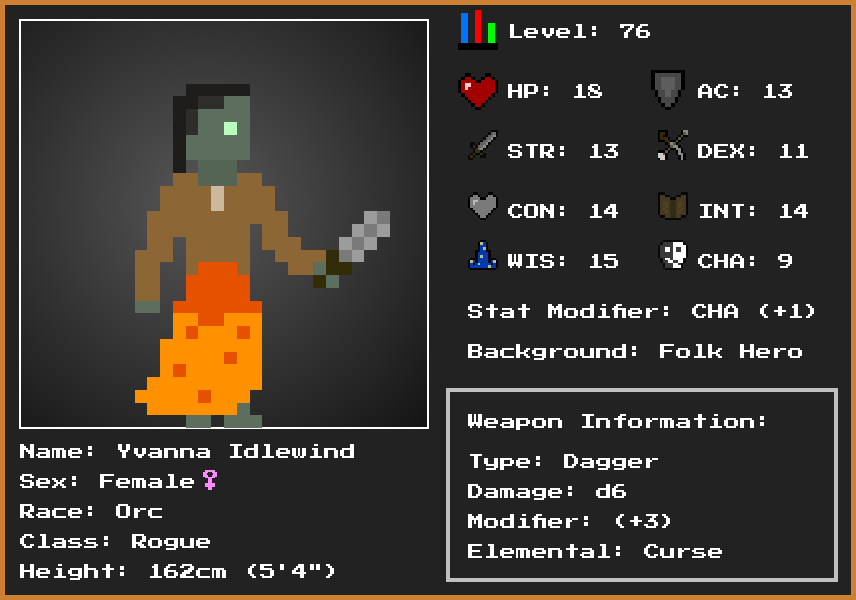 Level: 76
HP: 18 AC: 13
STR: 13 DEX: 11
CON: 14 INT: 14
WIS: 15 CHA: 9
Stat Modifier: CHA (+1)
Background: Folk Hero
Weapon Information:
Type: Dagger
Damage: d6
Modifier: (+3)
Elemental: Curse
Name: Yvanna Idlewind
Sex: Female♀
Race: Orc
Class: Rogue
Height: 162cm (5'4")